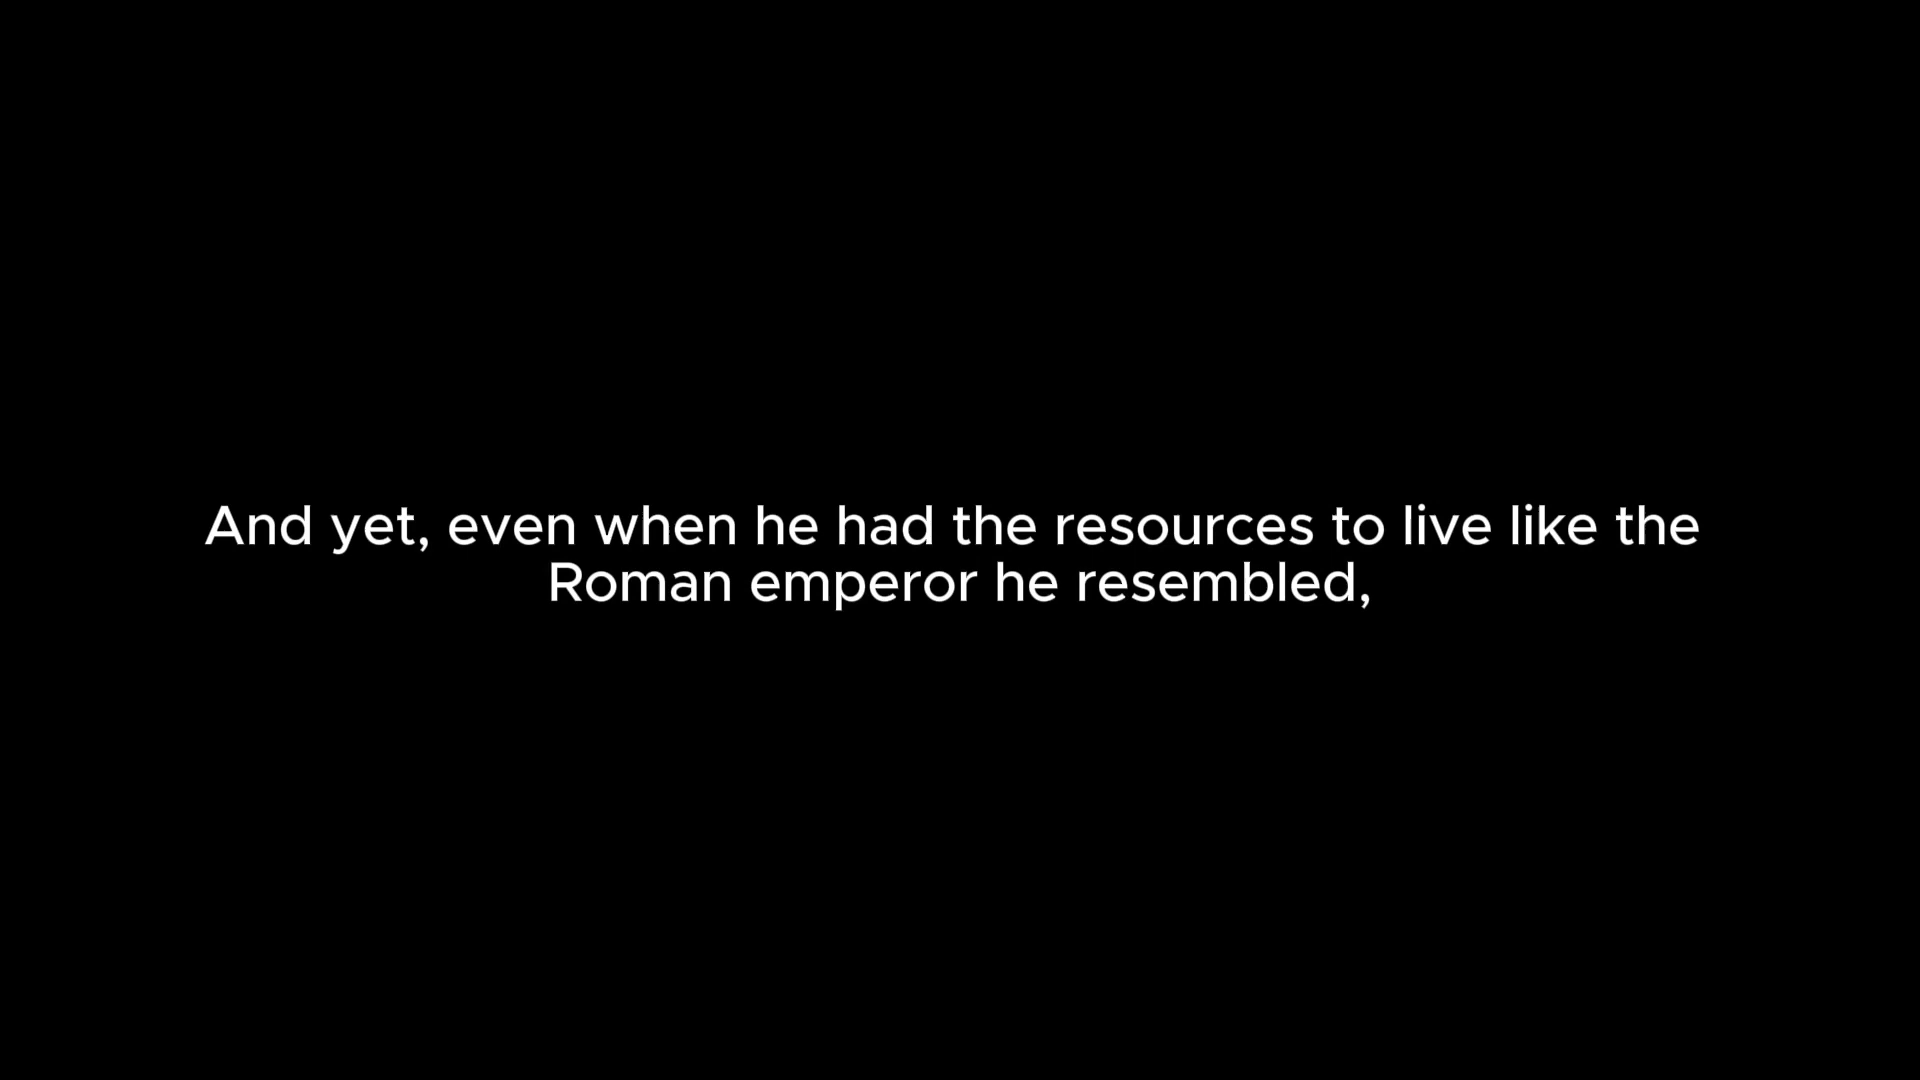 And yet, even when he had the resources to live like the
Roman emperor he resembled,